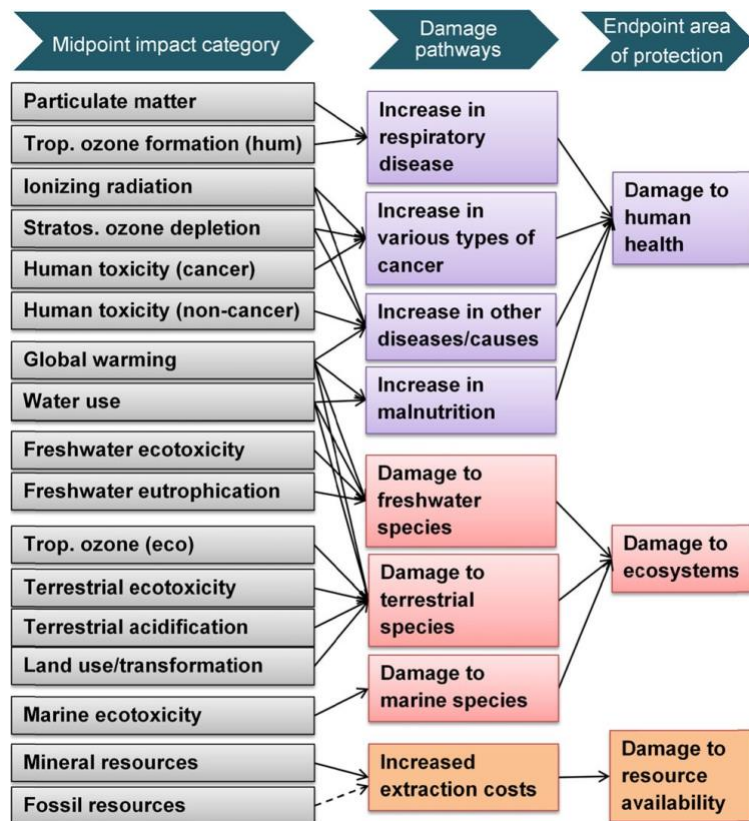 Midpoint impact category
Damage
pathways
Endpoint area
of protection
Particulate matter
Trop. ozone formation (hum)
Ionizing radiation
Stratos. ozone depletion
Human toxicity (cancer)
Human toxicity (non-cancer)
Global warming
Water use
Freshwater ecotoxicity
Freshwater eutrophication
Trop. ozone (eco)
Terrestrial ecotoxicity
Terrestrial acidification
Land use/transformation
Marine ecotoxicity
Mineral resources
Fossil resources
Increase in
respiratory
disease
Increase in
various types of
cancer
Increase in other
diseases/causes
Increase in
malnutrition
Damage to
freshwater
species
Damage to
terrestrial
species
Damage to
marine species
Increased
extraction costs
Damage to
human
health
Damage to
ecosystems
Damage to
resource
availability